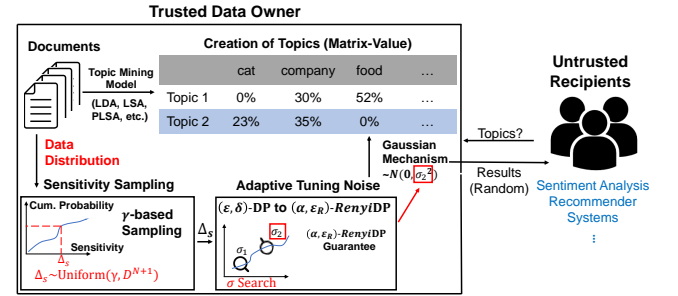 Trusted Data Owner
Documents
Topic Mining
Model
(LDA, LSA,
PLSA, etc.)
Creation of Topics (Matrix-Value)
cat company food …
Topic 1 0% 30% 52% …
Topic 2 23% 35% 0% …
Data
Distribution
Gaussian
Mechanism
~N(0,σ₂²)
Topics?
Results
(Random)
Untrusted
Recipients
Sentiment Analysis
Recommender
Systems
⋮
Sensitivity Sampling
Cum. Probability
γ-based
Sampling
Sensitivity
Δₛ
Δₛ~Uniform(γ, Dᴺ⁺¹)
Δₛ
Adaptive Tuning Noise
(ε,δ)-DP to (α,ε_R)-RenyiDP
σ₁
σ₂
σ Search
(α,ε_R)-RenyiDP
Guarantee